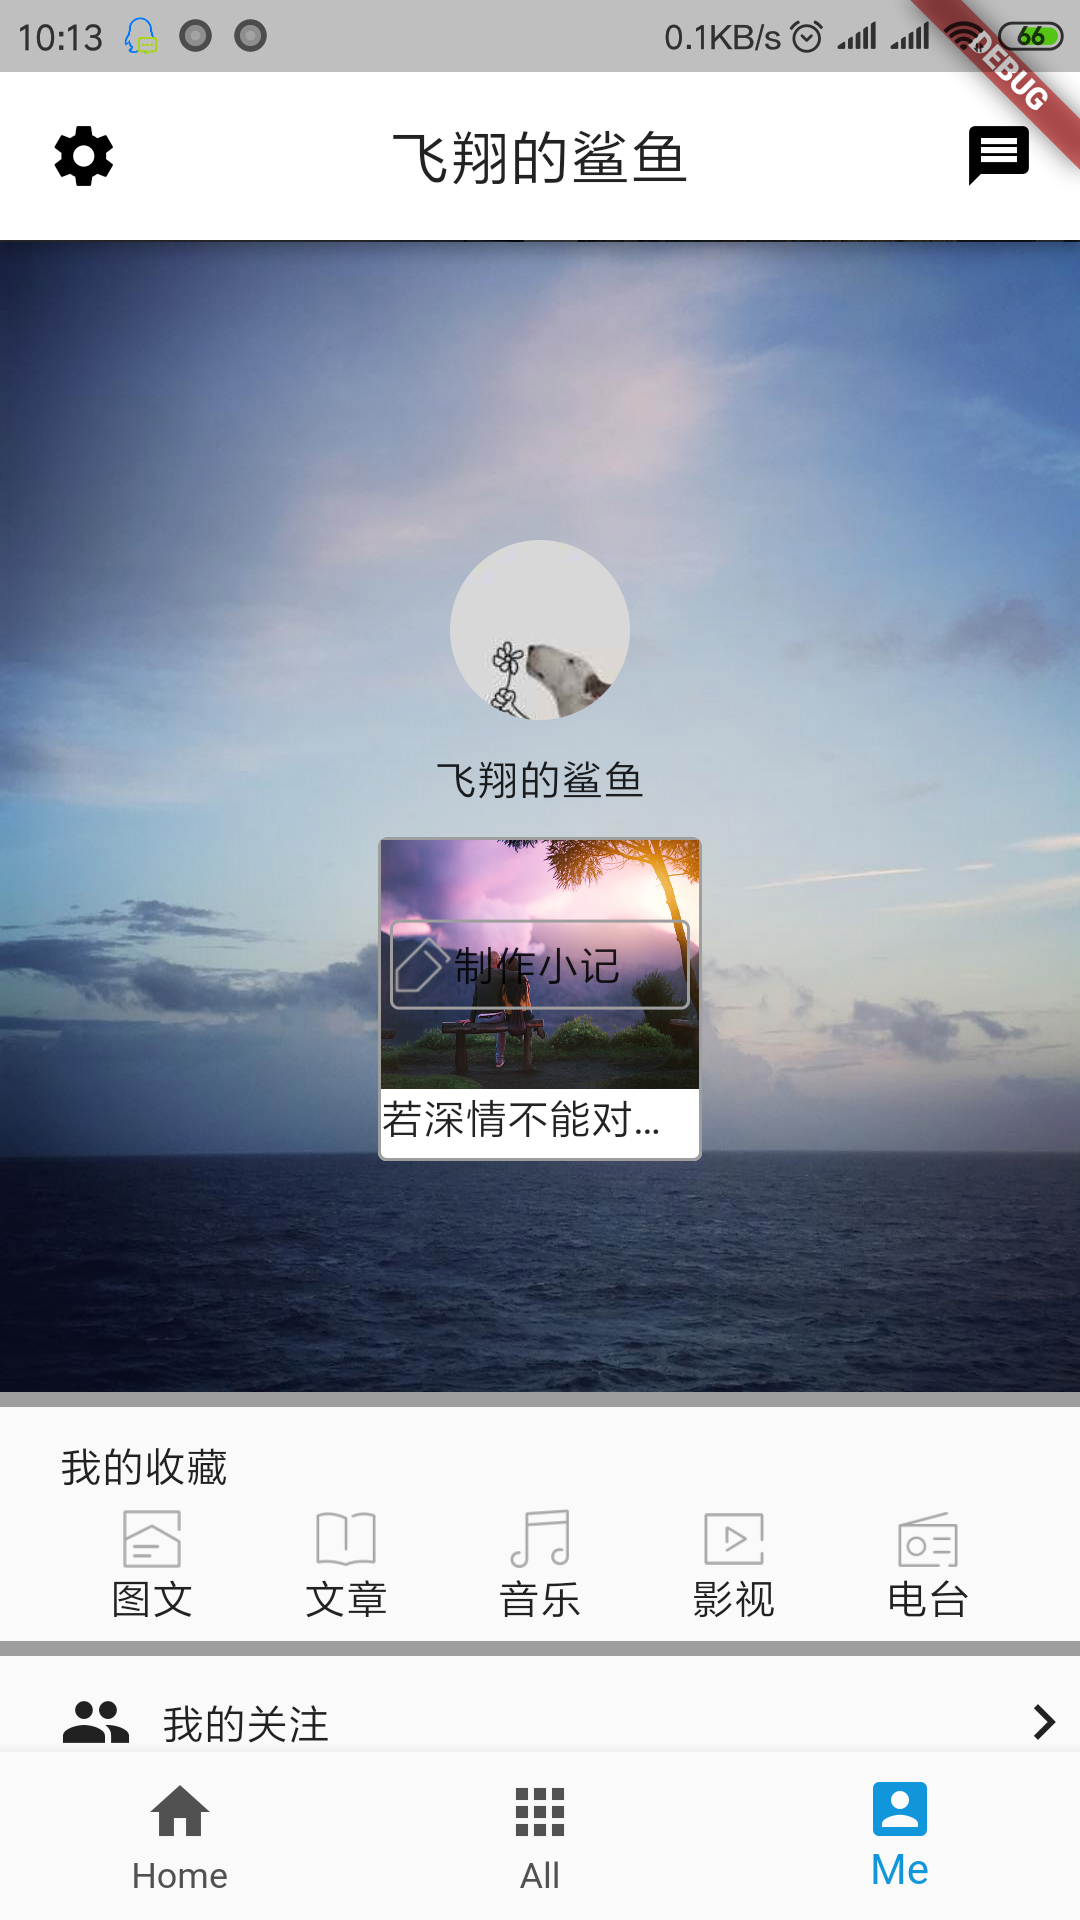 10:13
0.1KB/s
66
DEBUG
飞翔的鲨鱼
飞翔的鲨鱼
制作小记
若深情不能对...
我的收藏
图文
文章
音乐
影视
电台
我的关注
Home
All
Me